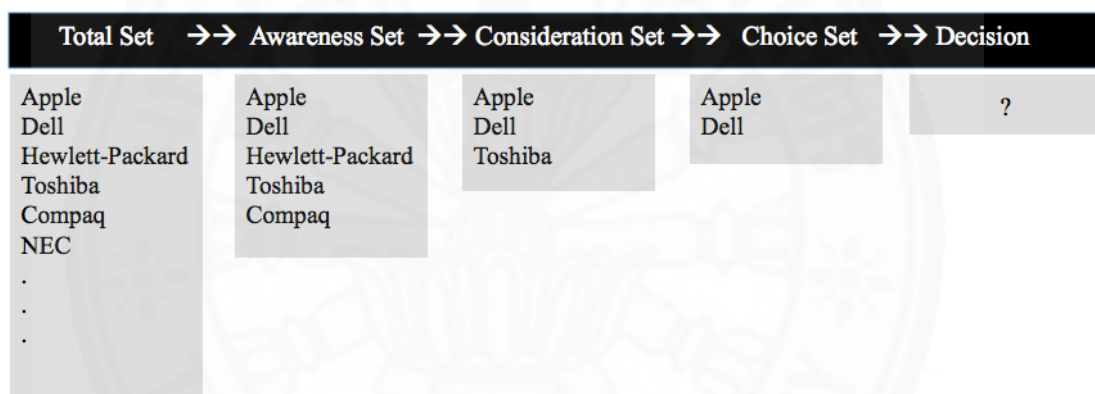 Total Set →→ Awareness Set →→ Consideration Set →→ Choice Set →→ Decision
Apple
Dell
Hewlett-Packard
Toshiba
Compaq
NEC
.
.
.
Apple
Dell
Hewlett-Packard
Toshiba
Compaq
Apple
Dell
Toshiba
Apple
Dell
?